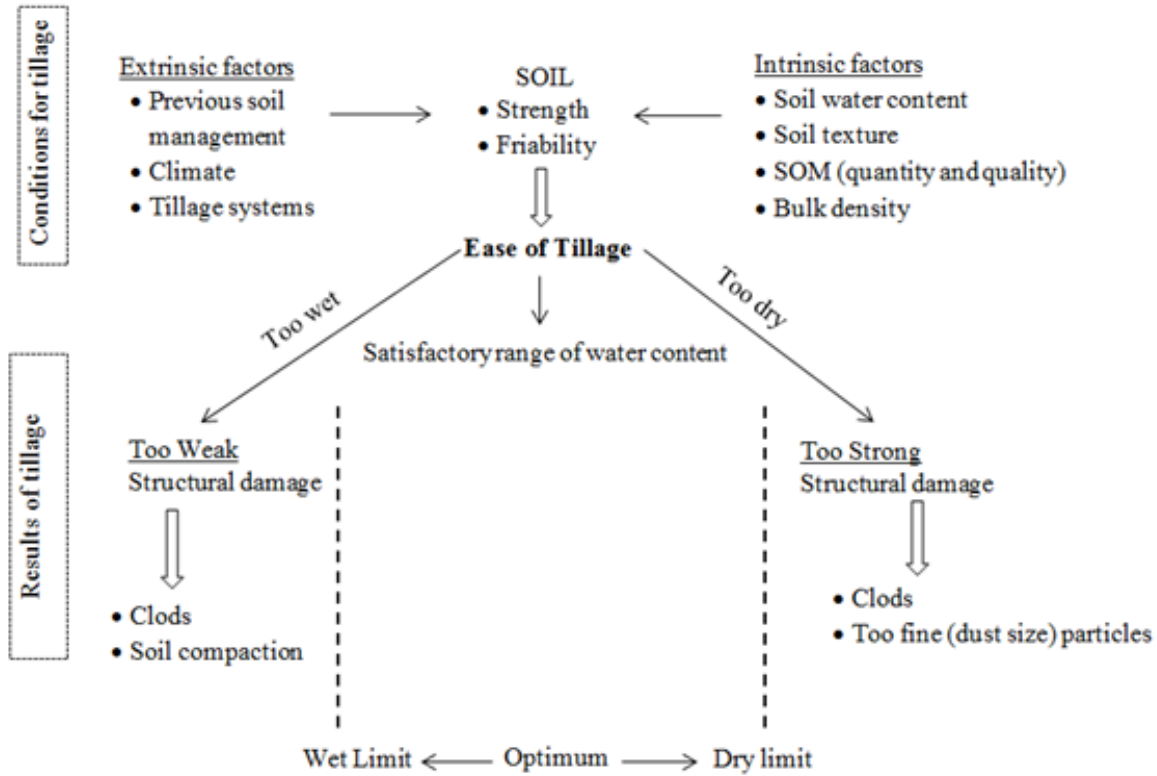 Conditions for tillage
Extrinsic factors
• Previous soil
management
• Climate
• Tillage systems
SOIL
• Strength
• Friability
Intrinsic factors
• Soil water content
• Soil texture
• SOM (quantity and quality)
• Bulk density
Ease of Tillage
Too wet
Too dry
Satisfactory range of water content
Results of tillage
Too Weak
Structural damage
• Clods
• Soil compaction
Too Strong
Structural damage
• Clods
• Too fine (dust size) particles
Wet Limit
Optimum
Dry limit